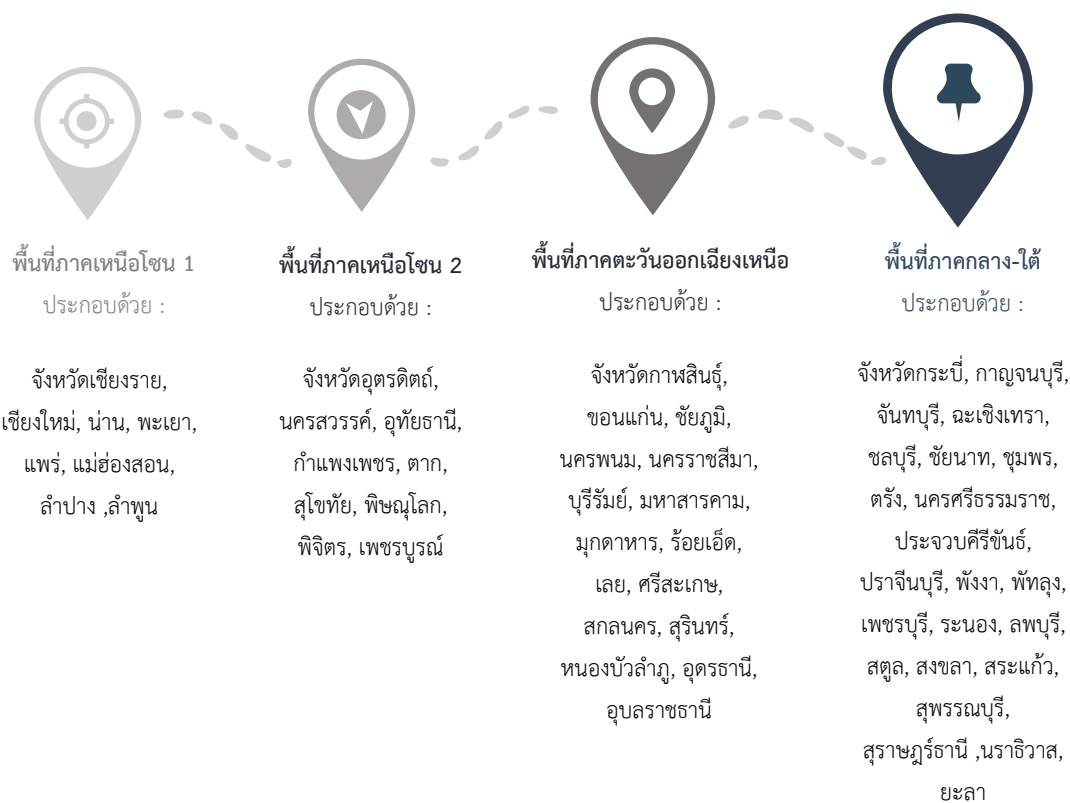 พื้นที่ภาคเหนือโซน 1
ประกอบด้วย :
จังหวัดเชียงราย,
เชียงใหม่, น่าน, พะเยา,
แพร่, แม่ฮ่องสอน,
ลำปาง ,ลำพูน
พื้นที่ภาคเหนือโซน 2
ประกอบด้วย :
จังหวัดอุตรดิตถ์,
นครสวรรค์, อุทัยธานี,
กำแพงเพชร, ตาก,
สุโขทัย, พิษณุโลก,
พิจิตร, เพชรบูรณ์
พื้นที่ภาคตะวันออกเฉียงเหนือ
ประกอบด้วย :
จังหวัดกาฬสินธุ์,
ขอนแก่น, ชัยภูมิ,
นครพนม, นครราชสีมา,
บุรีรัมย์, มหาสารคาม,
มุกดาหาร, ร้อยเอ็ด,
เลย, ศรีสะเกษ,
สกลนคร, สุรินทร์,
หนองบัวลำภู, อุดรธานี,
อุบลราชธานี
พื้นที่ภาคกลาง-ใต้
ประกอบด้วย :
จังหวัดกระบี่, กาญจนบุรี,
จันทบุรี, ฉะเชิงเทรา,
ชลบุรี, ชัยนาท, ชุมพร,
ตรัง, นครศรีธรรมราช,
ประจวบคีรีขันธ์,
ปราจีนบุรี, พังงา, พัทลุง,
เพชรบุรี, ระนอง, ลพบุรี,
สตูล, สงขลา, สระแก้ว,
สุพรรณบุรี,
สุราษฎร์ธานี ,นราธิวาส,
ยะลา